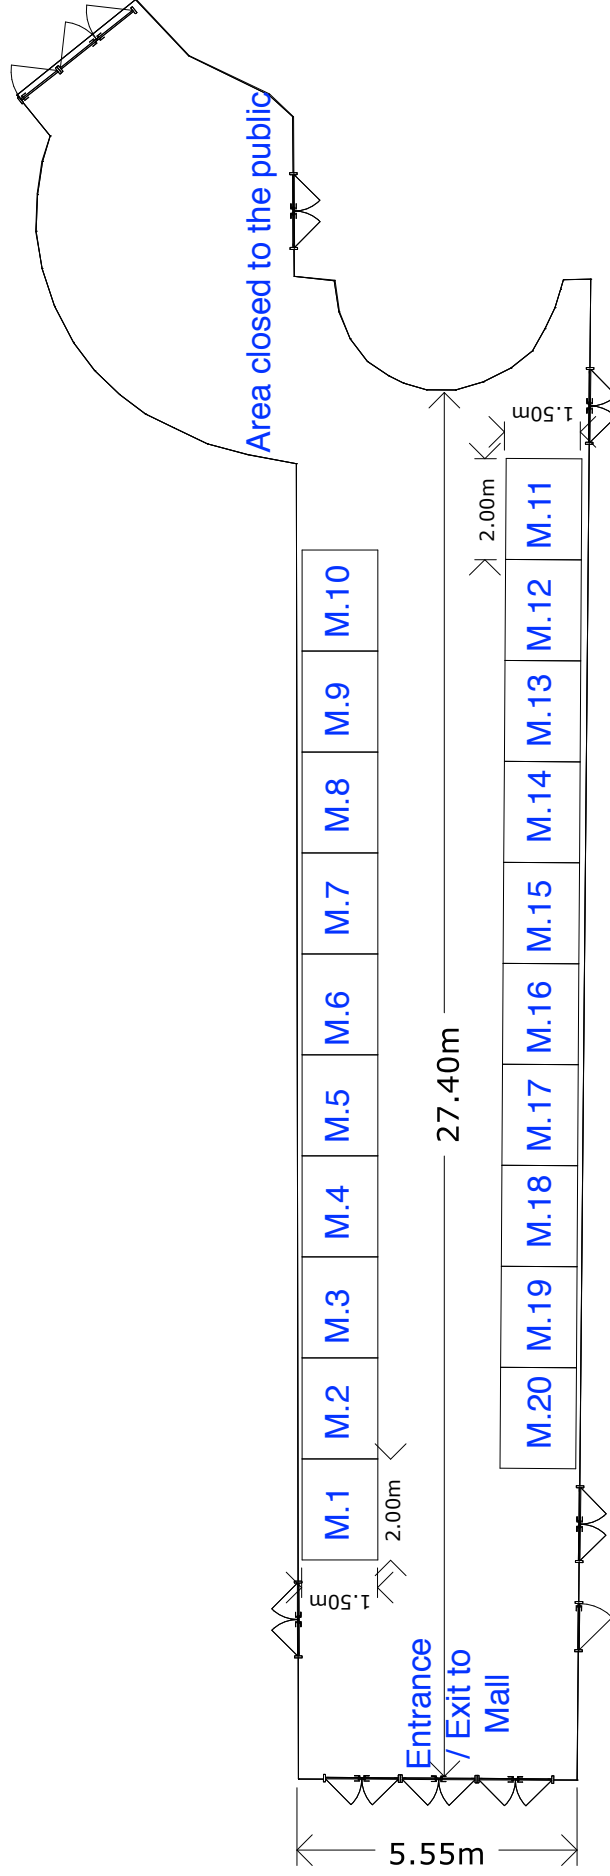 Area closed to the public
1.50m
2.00m
M.10
M.9
M.8
M.7
M.6
M.5
M.4
M.3
M.2
M.1
M.11
M.12
M.13
M.14
M.15
M.16
M.17
M.18
M.19
M.20
27.40m
2.00m
1.50m
Entrance
/ Exit to
Mall
5.55m